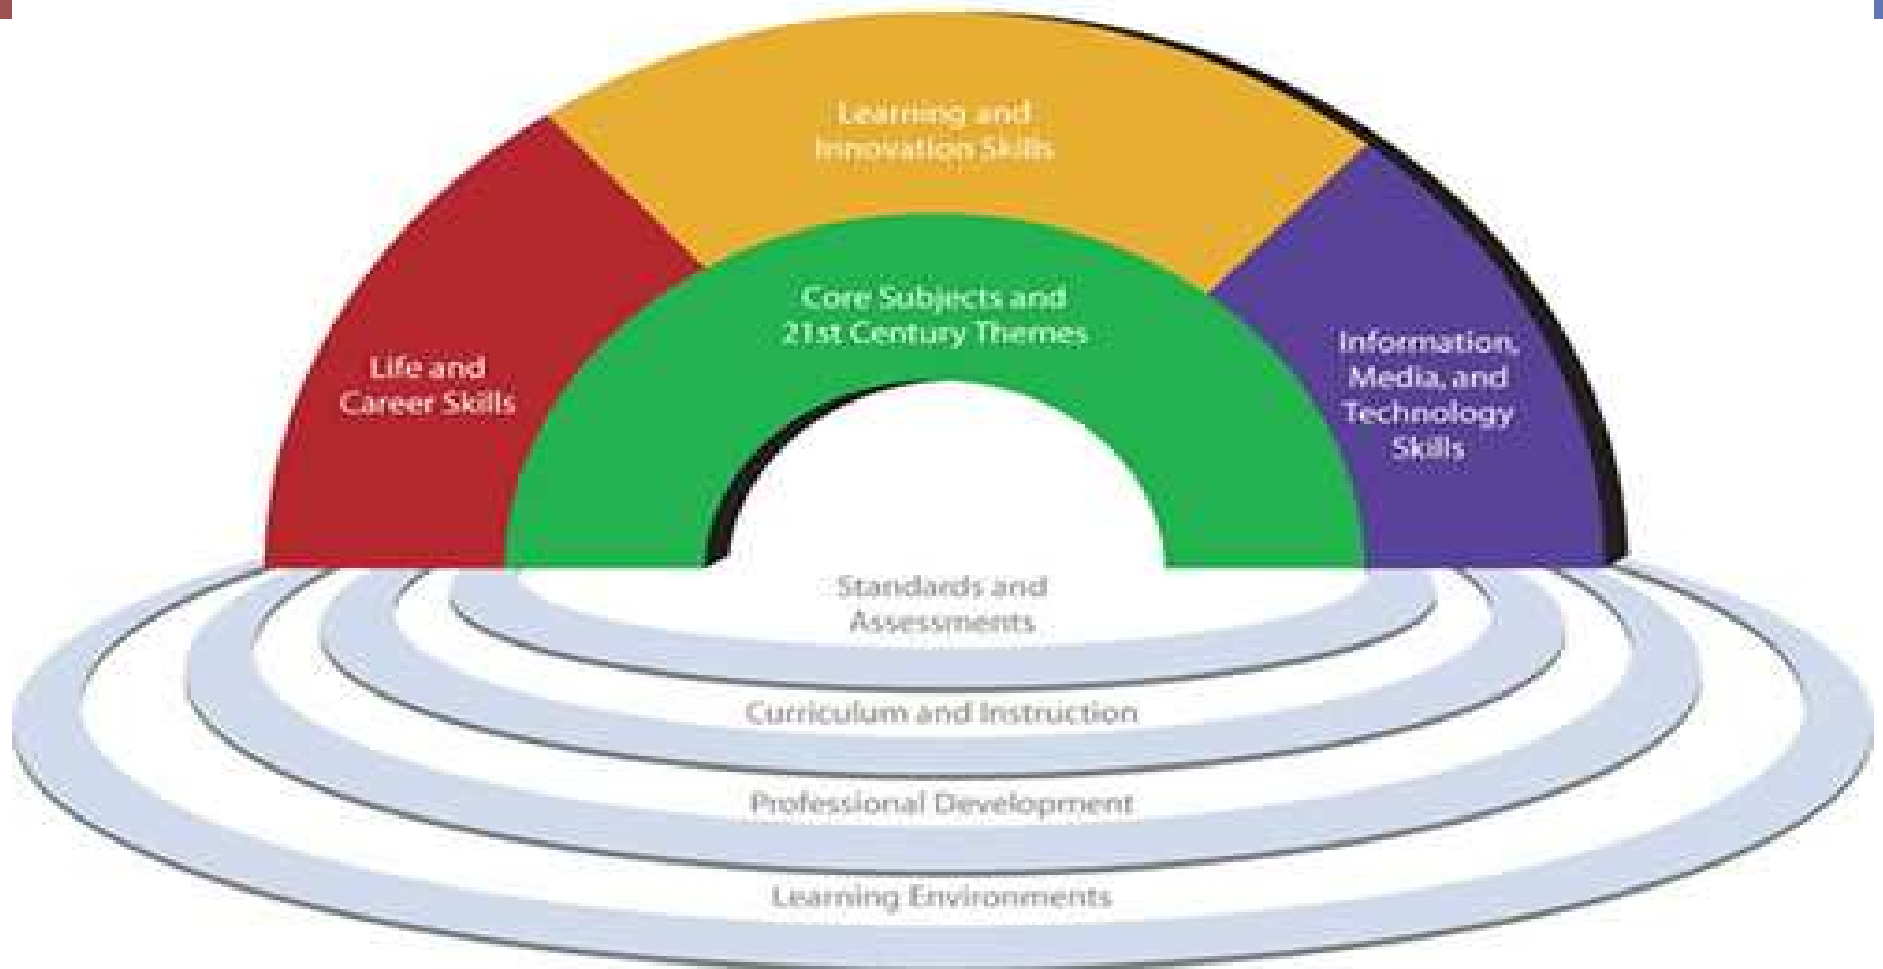 Learning and
Innovation Skills
Core Subjects and
21st Century Themes
Life and
Career Skills
Information,
Media, and
Technology
Skills
Standards and
Assessments
Curriculum and Instruction
Professional Development
Learning Environments